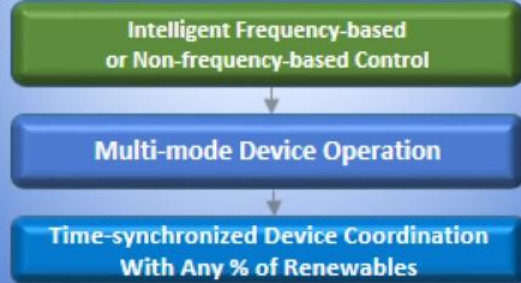 Intelligent Frequency-based
or Non-frequency-based Control
Multi-mode Device Operation
Time-synchronized Device Coordination
With Any % of Renewables